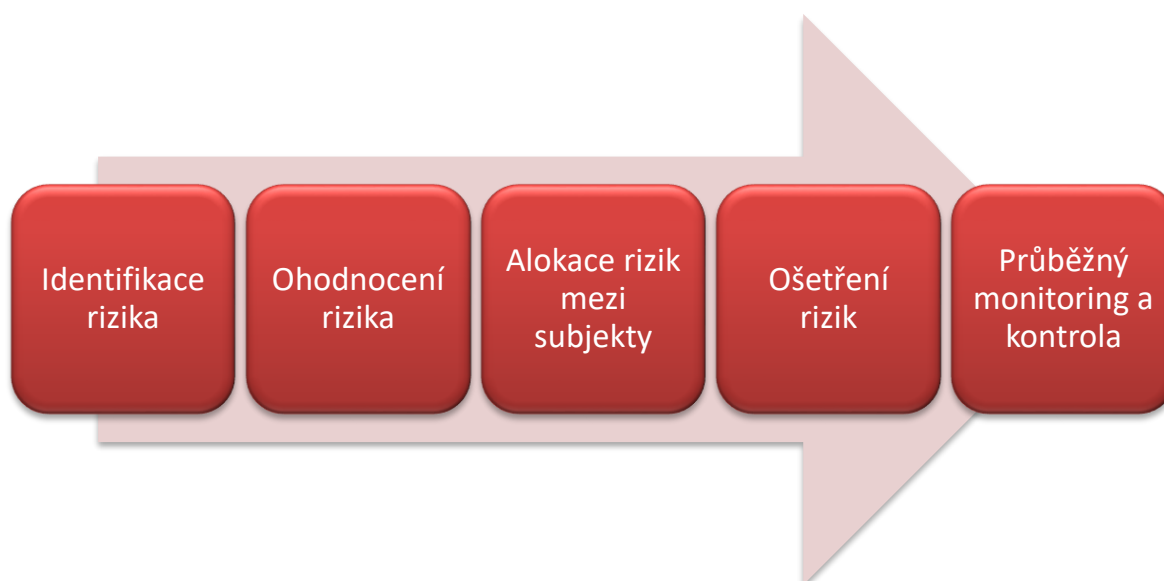 Identifikace
rizika
Ohodnocení
rizika
Alokace rizik
mezi
subjekty
Ošetření
rizik
Průběžný
monitoring a
kontrola